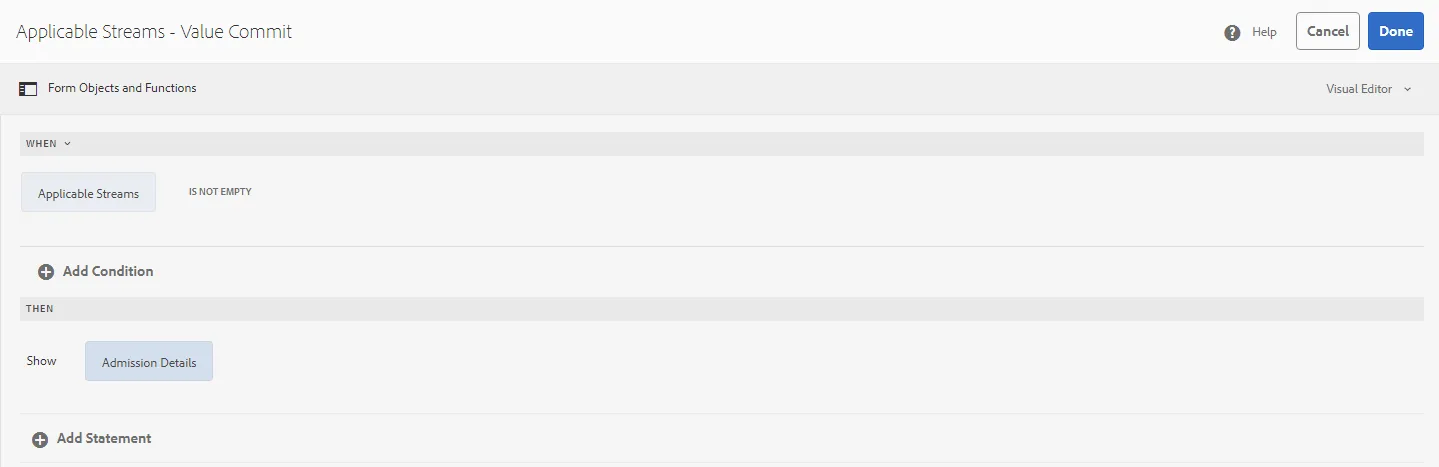 Applicable Streams - Value Commit
Help
Cancel
Done
Form Objects and Functions
Visual Editor
WHEN
Applicable Streams
IS NOT EMPTY
Add Condition
THEN
Show
Admission Details
Add Statement